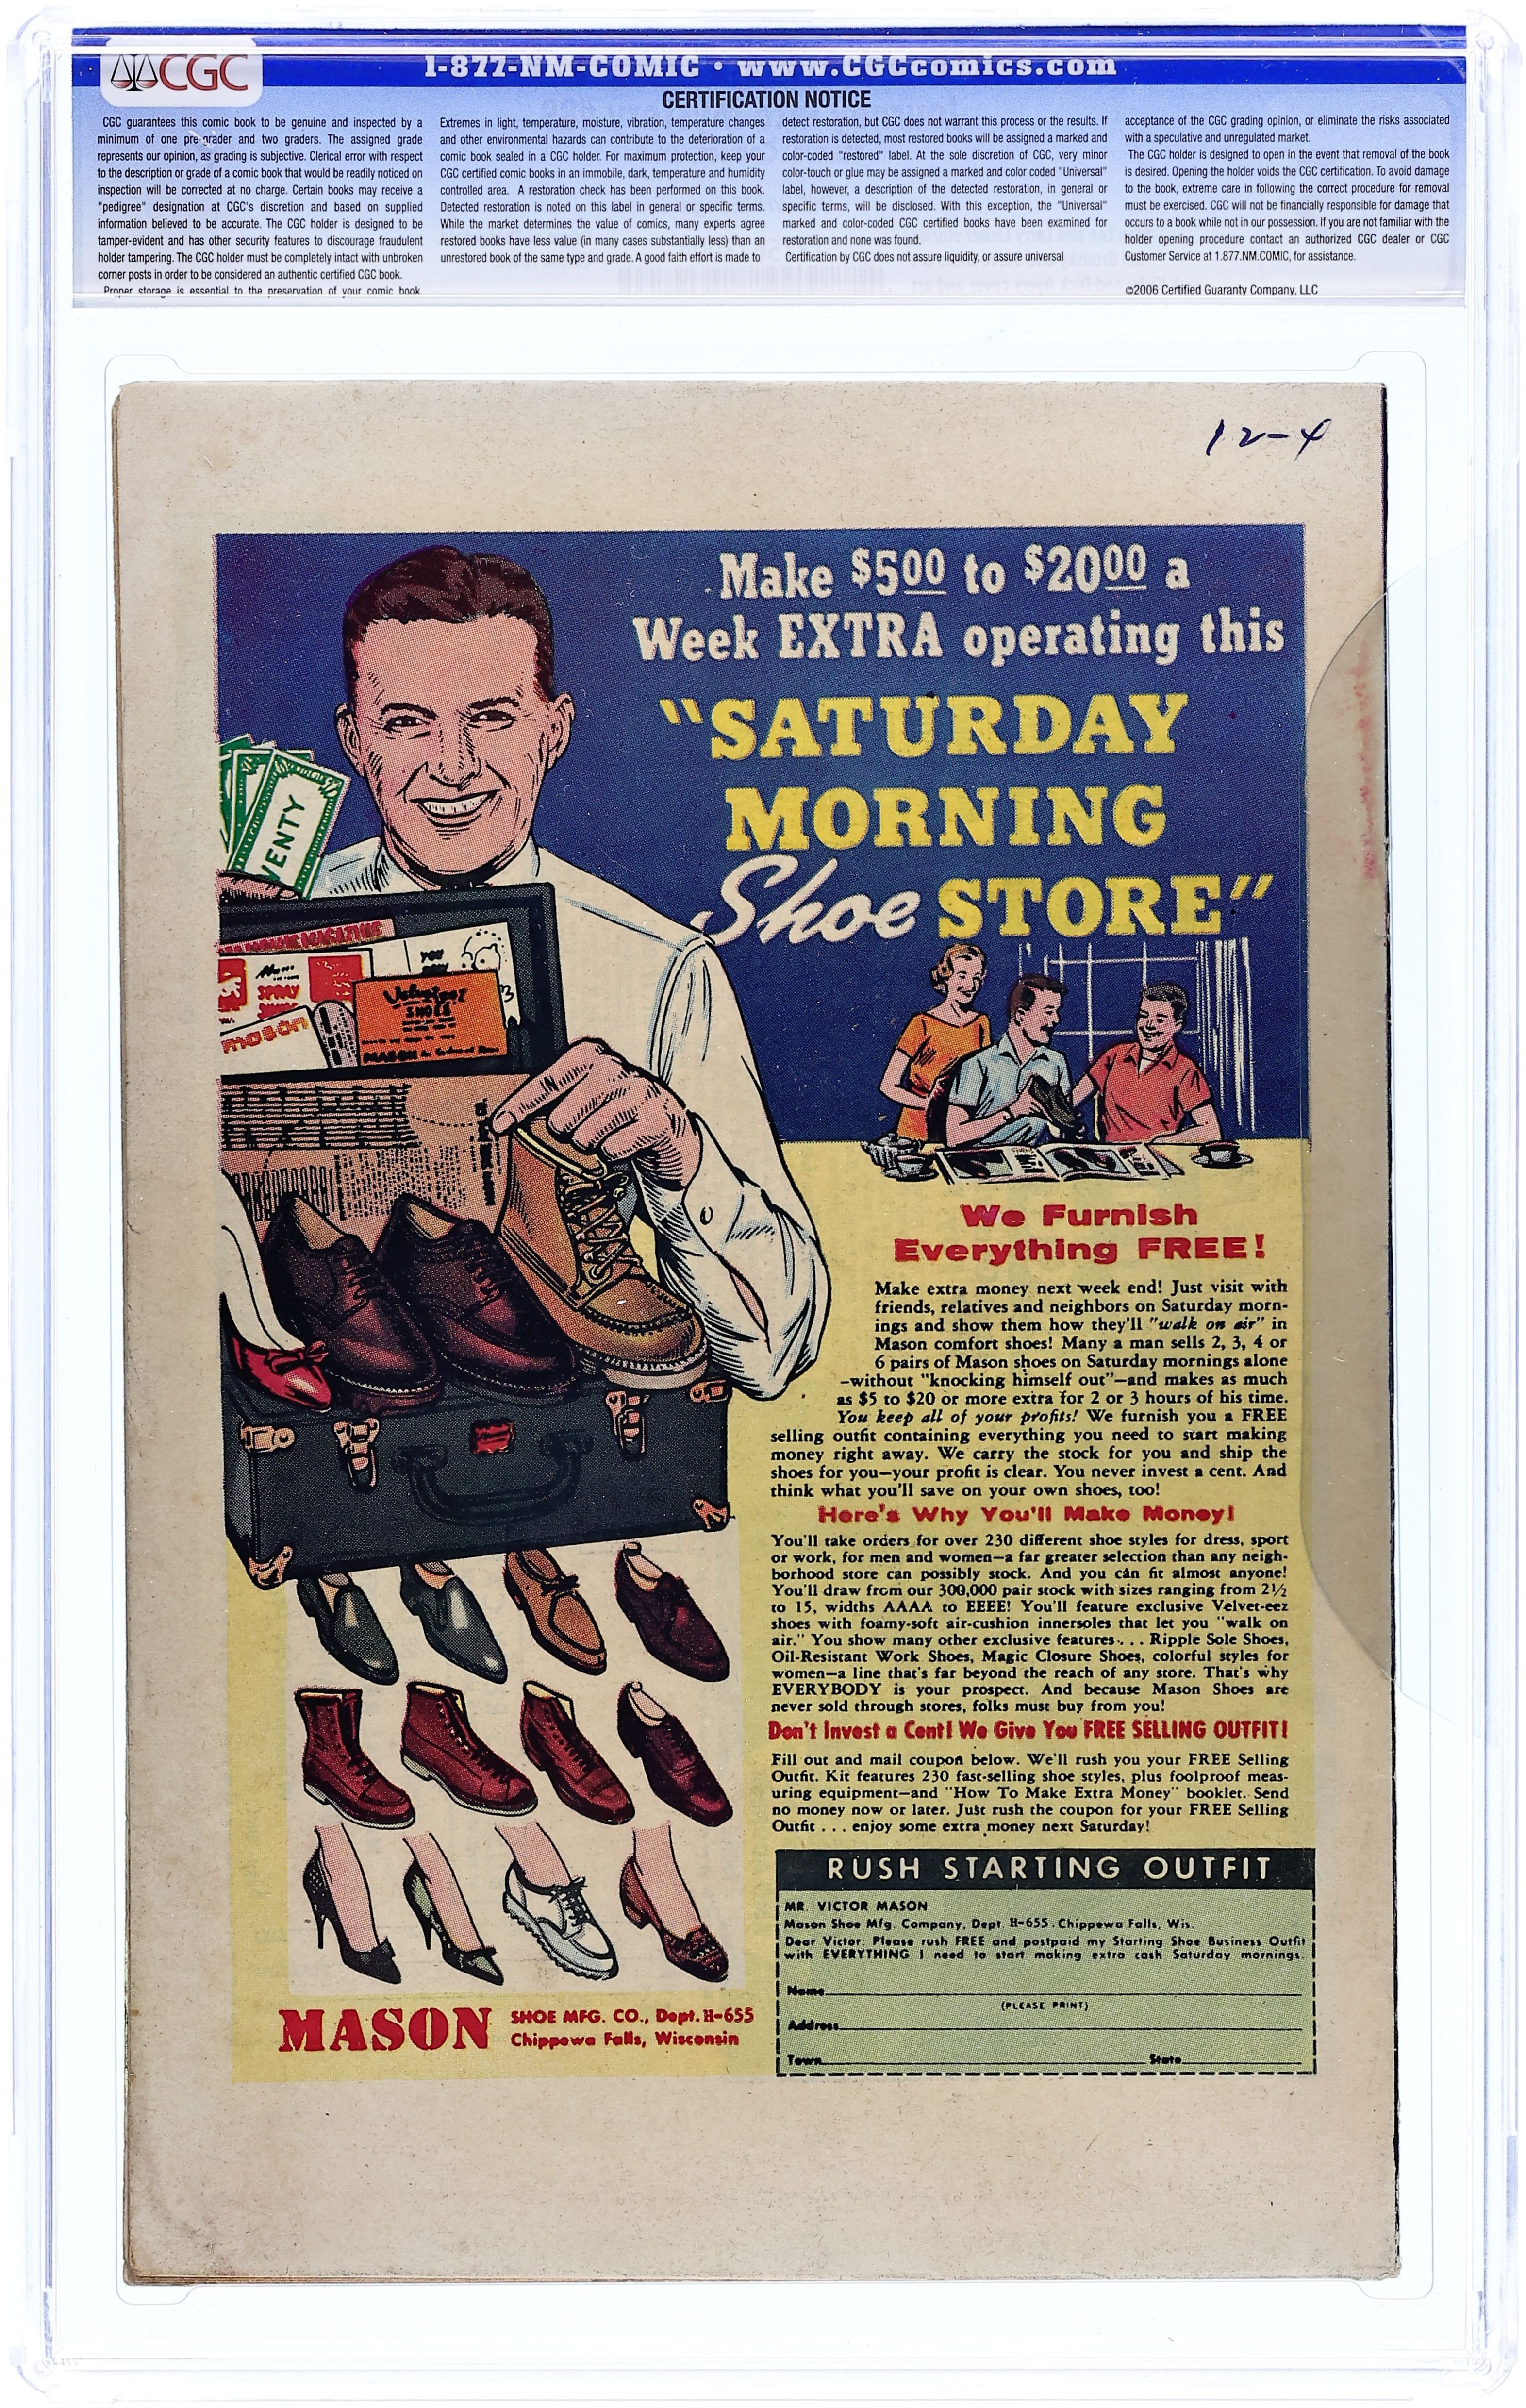 CGC
1-877-NM-COMIC • www.CGCcomics.com
CERTIFICATION NOTICE
CGC guarantees this comic book to be genuine and inspected by a
minimum of one pre-grader and two graders. The assigned grade
represents our opinion, as grading is subjective. Clerical error with respect
to the description or grade of a comic book that would be readily noticed on
inspection will be corrected at no charge. Certain books may receive a
"pedigree" designation at CGC's discretion and based on supplied
information believed to be accurate. The CGC holder is designed to be
tamper-evident and has other security features to discourage fraudulent
holder tampering. The CGC holder must be completely intact with unbroken
corner posts in order to be considered an authentic certified CGC book.
Proper storage is essential to the preservation of your comic book.
Extremes in light, temperature, moisture, vibration, temperature changes
and other environmental hazards can contribute to the deterioration of a
comic book sealed in a CGC holder. For maximum protection, keep your
CGC certified comic books in an immobile, dark, temperature and humidity
controlled area. A restoration check has been performed on this book.
Detected restoration is noted on this label in general or specific terms.
While the market determines the value of comics, many experts agree
restored books have less value (in many cases substantially less) than an
unrestored book of the same type and grade. A good faith effort is made to
detect restoration, but CGC does not warrant this process or the results. If
restoration is detected, most restored books will be assigned a marked and
color-coded "restored" label. At the sole discretion of CGC, very minor
color-touch or glue may be assigned a marked and color coded "Universal"
label, however, a description of the detected restoration, in general or
specific terms, will be disclosed. With this exception, the "Universal"
marked and color-coded CGC certified books have been examined for
restoration and none was found.
Certification by CGC does not assure liquidity, or assure universal
acceptance of the CGC grading opinion, or eliminate the risks associated
with a speculative and unregulated market.
The CGC holder is designed to open in the event that removal of the book
is desired. Opening the holder voids the CGC certification. To avoid damage
to the book, extreme care in following the correct procedure for removal
must be exercised. CGC will not be financially responsible for damage that
occurs to a book while not in our possession. If you are not familiar with the
holder opening procedure contact an authorized CGC dealer or CGC
Customer Service at 1.877.NM.COMIC, for assistance.
©2006 Certified Guaranty Company, LLC
12-4
Make $500 to $2000 a
Week EXTRA operating this
"SATURDAY
MORNING
Shoe STORE"
VENTY
SPRAY
SHOES
MASON
We Furnish
Everything FREE!
Make extra money next week end! Just visit with
friends, relatives and neighbors on Saturday morn-
ings and show them how they'll "walk on air" in
Mason comfort shoes! Many a man sells 2, 3, 4 or
6 pairs of Mason shoes on Saturday mornings alone
—without "knocking himself out"—and makes as much
as $5 to $20 or more extra for 2 or 3 hours of his time.
You keep all of your profits! We furnish you a FREE
selling outfit containing everything you need to start making
money right away. We carry the stock for you and ship the
shoes for you—your profit is clear. You never invest a cent. And
think what you'll save on your own shoes, too!
Here's Why You'll Make Money!
You'll take orders for over 230 different shoe styles for dress, sport
or work, for men and women—a far greater selection than any neigh-
borhood store can possibly stock. And you can fit almost anyone!
You'll draw from our 300,000 pair stock with sizes ranging from 2½
to 15, widths AAAA to EEEE! You'll feature exclusive Velvet-eez
shoes with foamy-soft air-cushion innersoles that let you "walk on
air." You show many other exclusive features . . . Ripple Sole Shoes,
Oil-Resistant Work Shoes, Magic Closure Shoes, colorful styles for
women—a line that's far beyond the reach of any store. That's why
EVERYBODY is your prospect. And because Mason Shoes are
never sold through stores, folks must buy from you!
Don't Invest a Cent! We Give You FREE SELLING OUTFIT!
Fill out and mail coupon below. We'll rush you your FREE Selling
Outfit. Kit features 230 fast-selling shoe styles, plus foolproof meas-
uring equipment—and "How To Make Extra Money" booklet. Send
no money now or later. Just rush the coupon for your FREE Selling
Outfit . . . enjoy some extra money next Saturday!
RUSH STARTING OUTFIT
MR. VICTOR MASON
Mason Shoe Mfg. Company, Dept. H-655, Chippewa Falls, Wis.
Dear Victor: Please rush FREE and postpaid my Starting Shoe Business Outfit
with EVERYTHING I need to start making extra cash Saturday mornings.
Name
(PLEASE PRINT)
Address
Town State
MASON SHOE MFG. CO., Dept. H-655
Chippewa Falls, Wisconsin